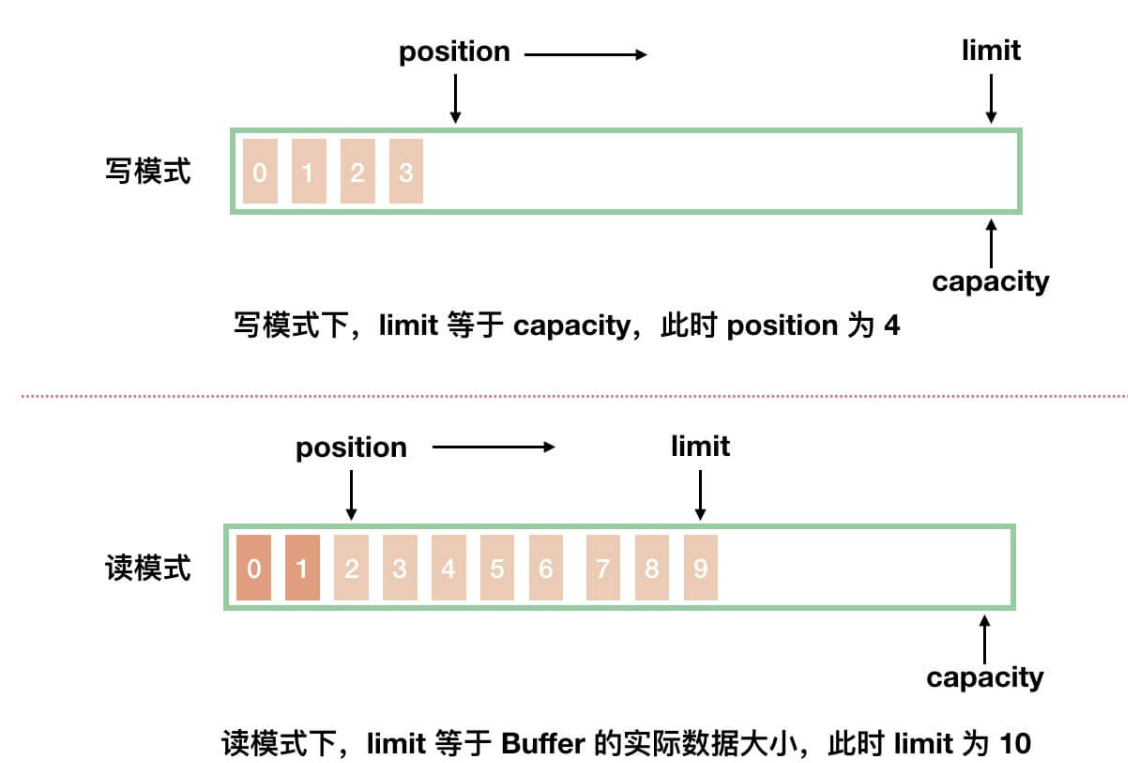 position limit
写模式
0 1 2 3
capacity
写模式下，limit 等于 capacity，此时 position 为 4
position limit
读模式
0 1 2 3 4 5 6 7 8 9
capacity
读模式下，limit 等于 Buffer 的实际数据大小，此时 limit 为 10